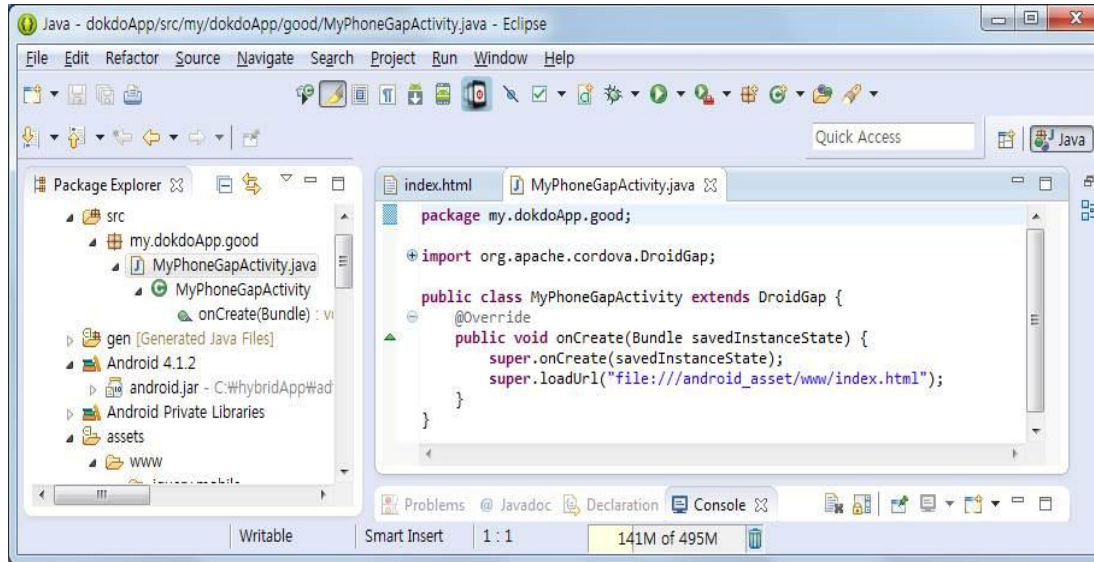 Java - dokdoApp/src/my/dokdoApp/good/MyPhoneGapActivity.java - Eclipse
File Edit Refactor Source Navigate Search Project Run Window Help
Quick Access
Java
Package Explorer
src
my.dokdoApp.good
MyPhoneGapActivity.java
MyPhoneGapActivity
onCreate(Bundle) :
gen [Generated Java Files]
Android 4.1.2
android.jar - C:₩hybridApp₩ad
Android Private Libraries
assets
www
index.html
MyPhoneGapActivity.java
package my.dokdoApp.good;
import org.apache.cordova.DroidGap;
public class MyPhoneGapActivity extends DroidGap {
@Override
public void onCreate(Bundle savedInstanceState) {
super.onCreate(savedInstanceState);
super.loadUrl("file:///android_asset/www/index.html");
}
}
Problems @ Javadoc Declaration Console
Writable Smart Insert 1 : 1 141M of 495M